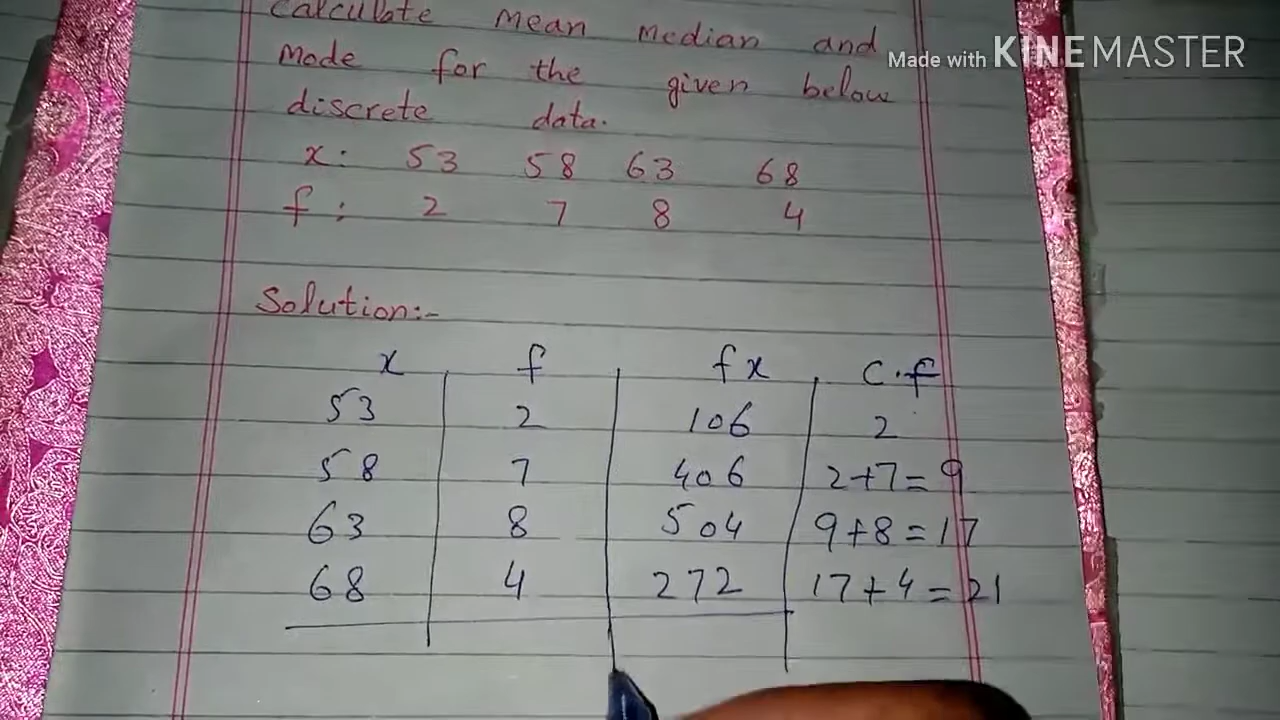 Calculate mean median and
Made with KINEMASTER
Mode for the given below
discrete data.
x: 53 58 63 68
f: 2 7 8 4
Solution:-
x f fx c.f
53 2 106 2
58 7 406 2+7=9
63 8 504 9+8=17
68 4 272 17+4=21